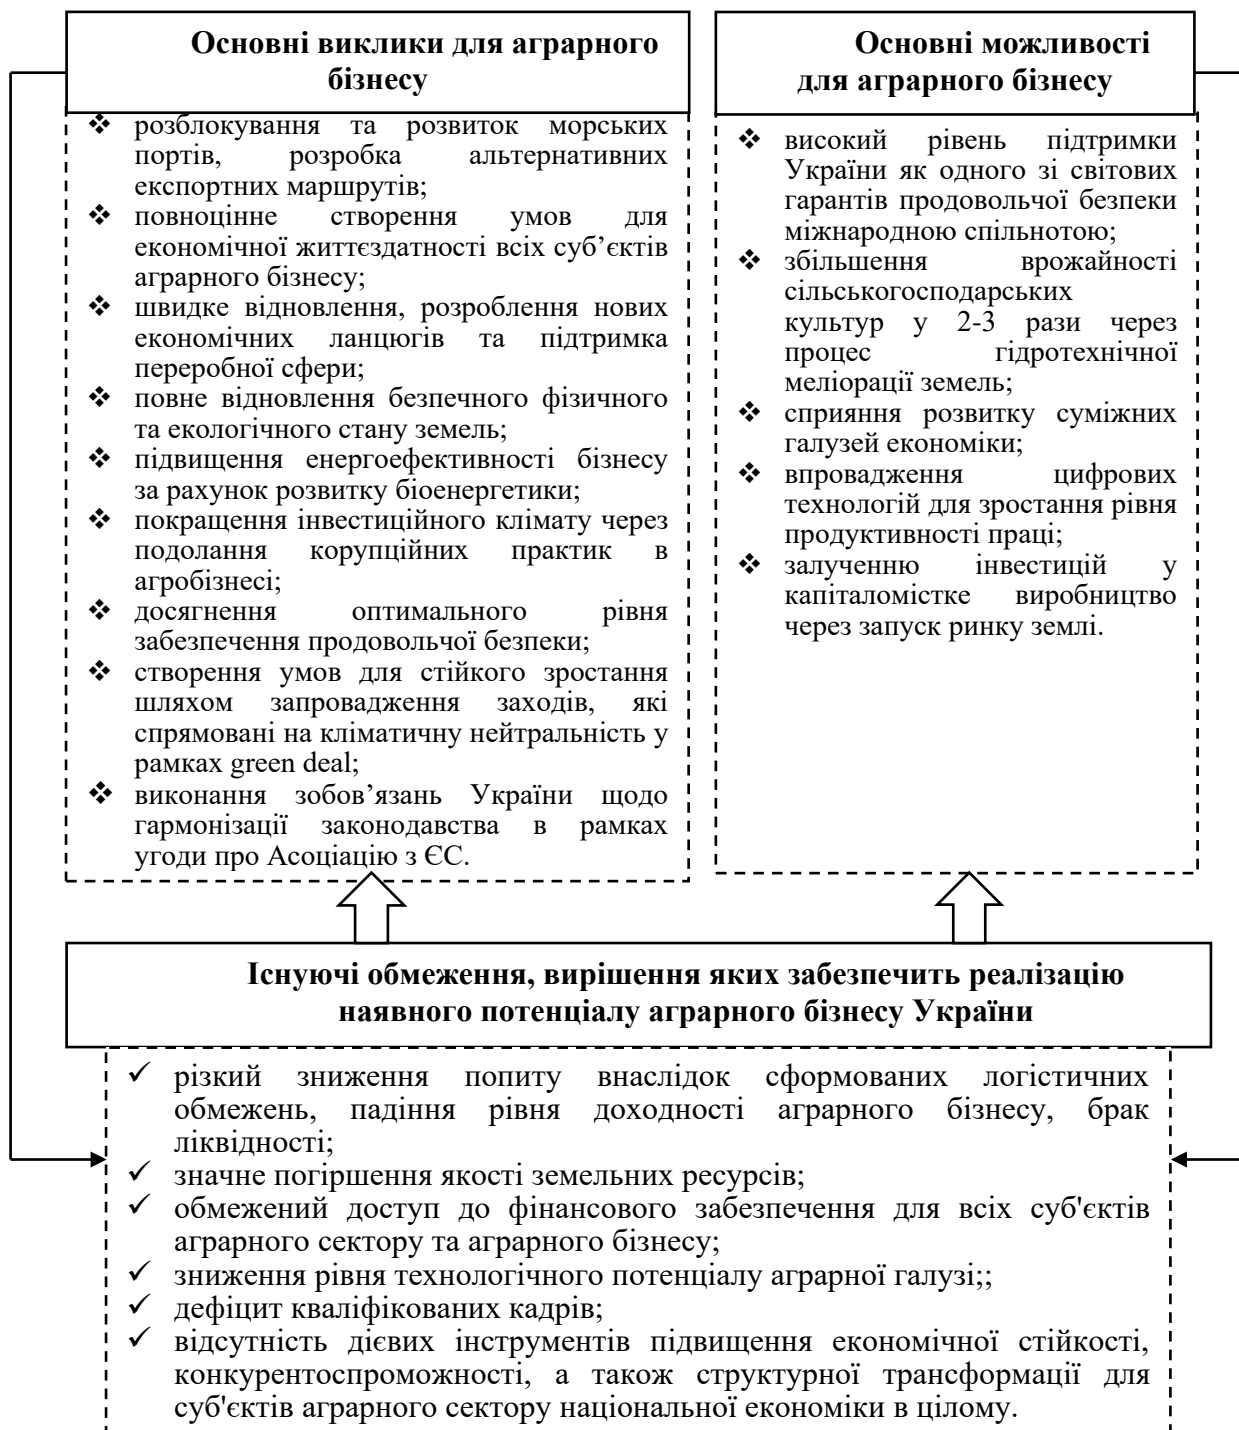 Основні виклики для аграрного
бізнесу
розблокування та розвиток морських
портів, розробка альтернативних
експортних маршрутів;
повноцінне створення умов для
економічної життєздатності всіх суб’єктів
аграрного бізнесу;
швидке відновлення, розроблення нових
економічних ланцюгів та підтримка
переробної сфери;
повне відновлення безпечного фізичного
та екологічного стану земель;
підвищення енергоефективності бізнесу
за рахунок розвитку біоенергетики;
покращення інвестиційного клімату через
подолання корупційних практик в
агробізнесі;
досягнення оптимального рівня
забезпечення продовольчої безпеки;
створення умов для стійкого зростання
шляхом запровадження заходів, які
спрямовані на кліматичну нейтральність у
рамках green deal;
виконання зобов’язань України щодо
гармонізації законодавства в рамках
угоди про Асоціацію з ЄС.
Основні можливості
для аграрного бізнесу
високий рівень підтримки
України як одного зі світових
гарантів продовольчої безпеки
міжнародною спільнотою;
збільшення врожайності
сільськогосподарських
культур у 2-3 рази через
процес гідротехнічної
меліорації земель;
сприяння розвитку суміжних
галузей економіки;
впровадження цифрових
технологій для зростання рівня
продуктивності праці;
залученню інвестицій у
капіталомістке виробництво
через запуск ринку землі.
Існуючі обмеження, вирішення яких забезпечить реалізацію
наявного потенціалу аграрного бізнесу України
різкий зниження попиту внаслідок сформованих логістичних
обмежень, падіння рівня доходності аграрного бізнесу, брак
ліквідності;
значне погіршення якості земельних ресурсів;
обмежений доступ до фінансового забезпечення для всіх суб'єктів
аграрного сектору та аграрного бізнесу;
зниження рівня технологічного потенціалу аграрної галузі;;
дефіцит кваліфікованих кадрів;
відсутність дієвих інструментів підвищення економічної стійкості,
конкурентоспроможності, а також структурної трансформації для
суб'єктів аграрного сектору національної економіки в цілому.